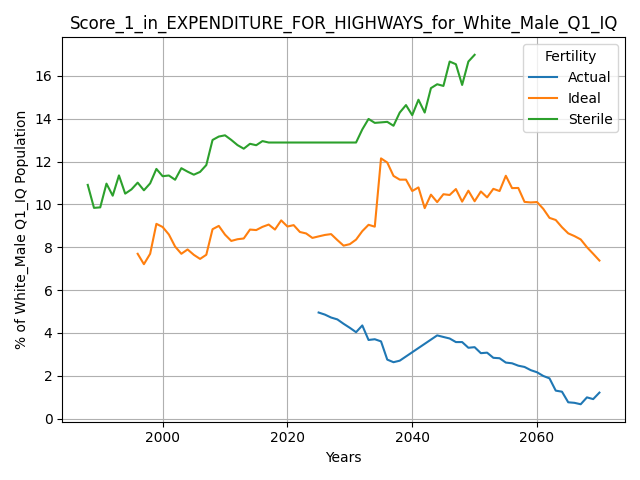 Score_1_in_EXPENDITURE_FOR_HIGHWAYS_for_White_Male_Q1_IQ
Fertility
Actual
Ideal
Sterile
% of White_Male Q1_IQ Population
16
14
12
10
8
6
4
2
0
2000
2020
2040
2060
Years